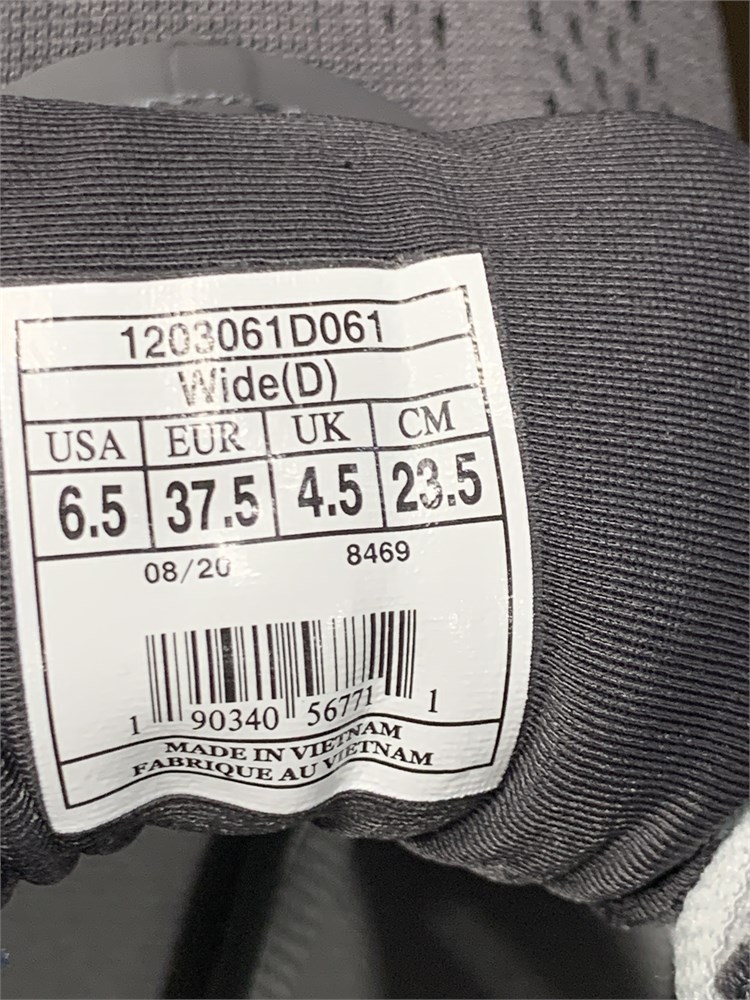 1203061D061
Wide(D)
USA EUR UK CM
6.5 37.5 4.5 23.5
08/20 8469
1 90340 56771 1
MADE IN VIETNAM
FABRIQUE AU VIETNAM